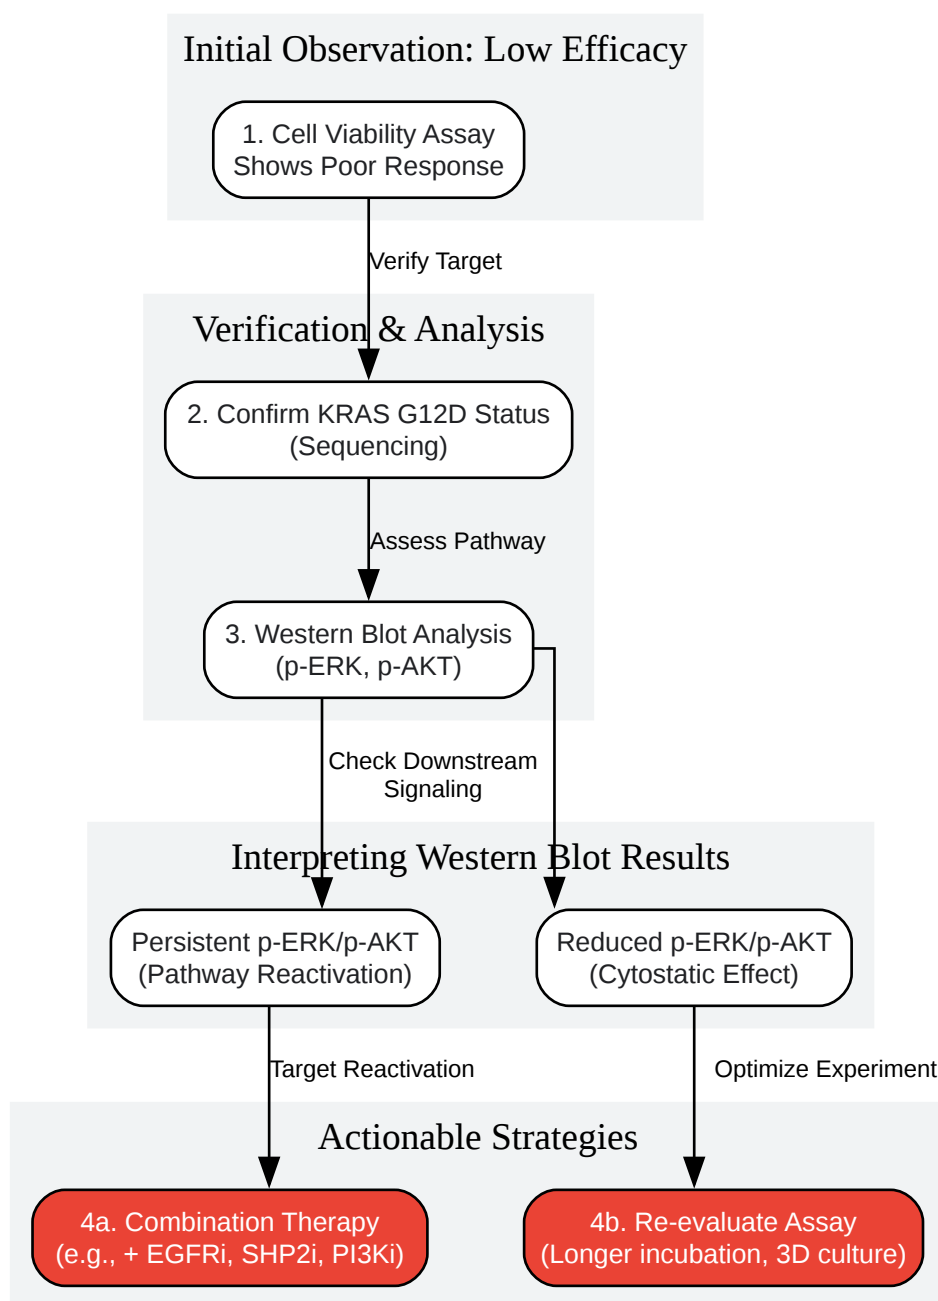 Initial Observation: Low Efficacy
1. Cell Viability Assay
Shows Poor Response
Verify Target
Verification & Analysis
2. Confirm KRAS G12D Status
(Sequencing)
Assess Pathway
3. Western Blot Analysis
(p-ERK, p-AKT)
Check Downstream
Signaling
Interpreting Western Blot Results
Persistent p-ERK/p-AKT
(Pathway Reactivation)
Reduced p-ERK/p-AKT
(Cytostatic Effect)
Target Reactivation
Optimize Experiment
Actionable Strategies
4a. Combination Therapy
(e.g., + EGFRi, SHP2i, PI3Ki)
4b. Re-evaluate Assay
(Longer incubation, 3D culture)